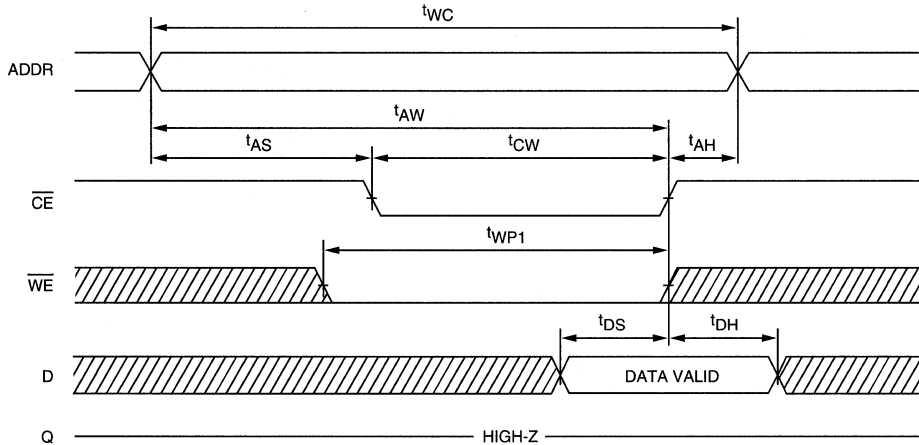 tWC
ADDR
tAW
tAS tCW tAH
CE
tWP1
WE
tDS tDH
D DATA VALID
Q HIGH-Z